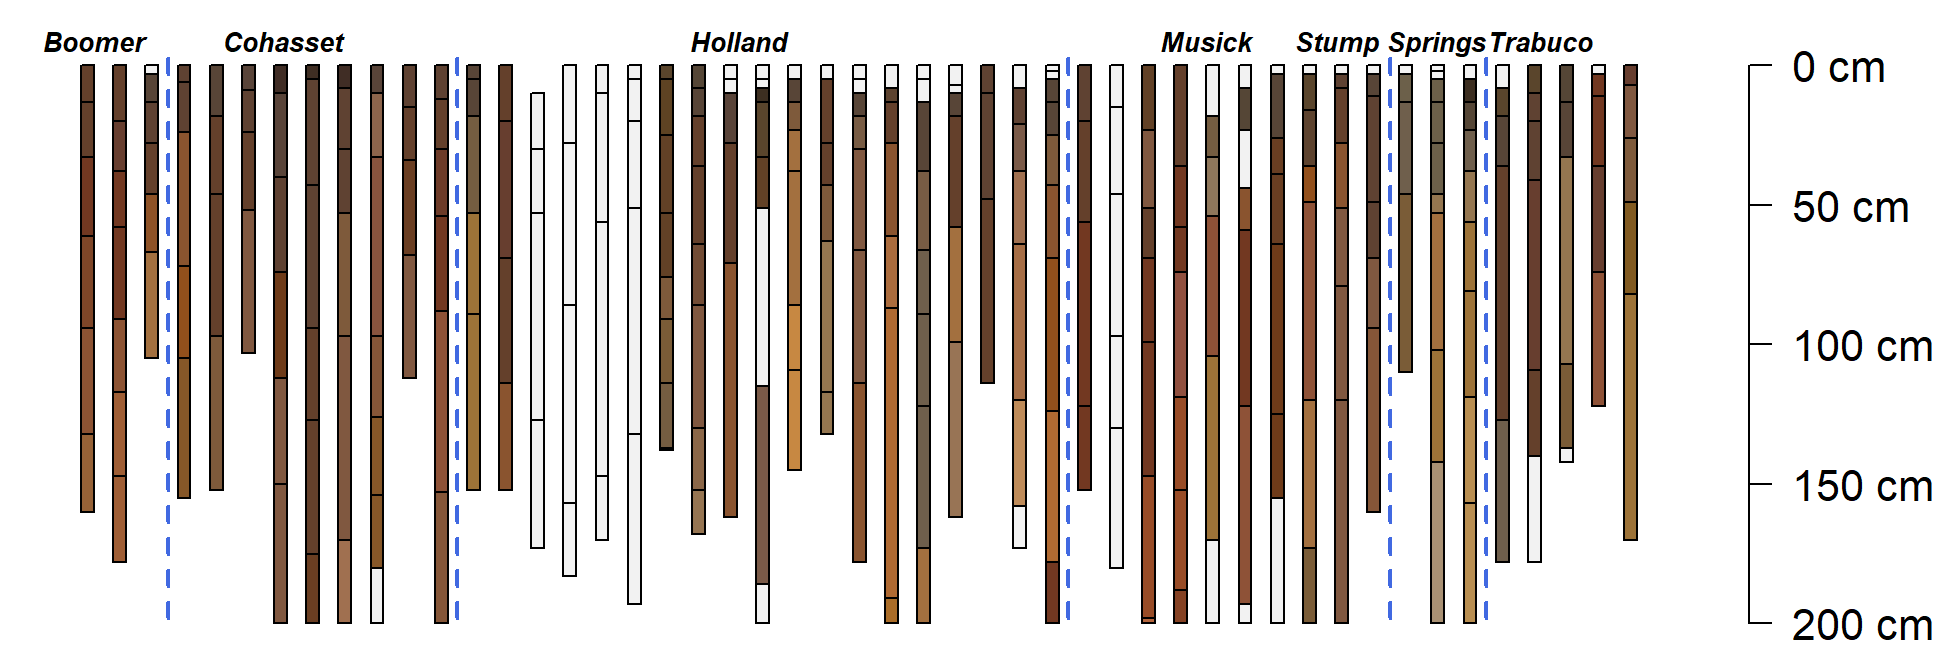 Boomer Cohasset Holland Musick Stump Springs Trabuco
0 cm
50 cm
100 cm
150 cm
200 cm